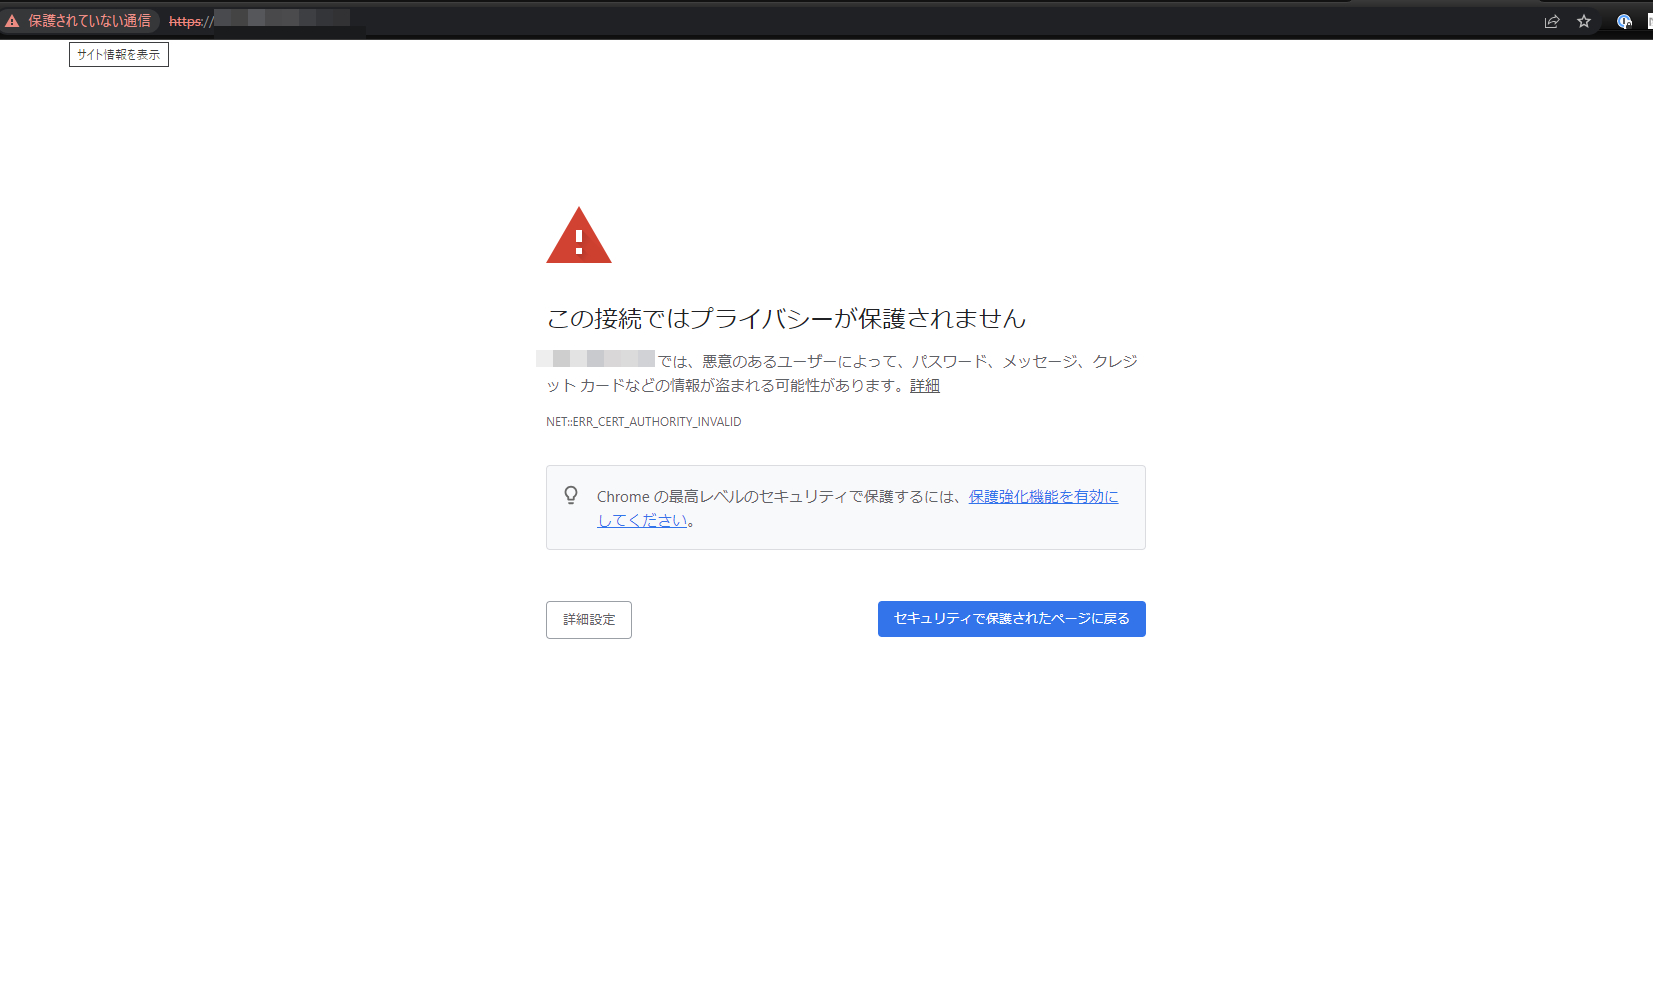 保護されていない通信 https://
サイト情報を表示
この接続ではプライバシーが保護されません
では、悪意のあるユーザーによって、パスワード、メッセージ、クレジ
ット カードなどの情報が盗まれる可能性があります。詳細
NET::ERR_CERT_AUTHORITY_INVALID
Chrome の最高レベルのセキュリティで保護するには、保護強化機能を有効に
してください。
詳細設定
セキュリティで保護されたページに戻る